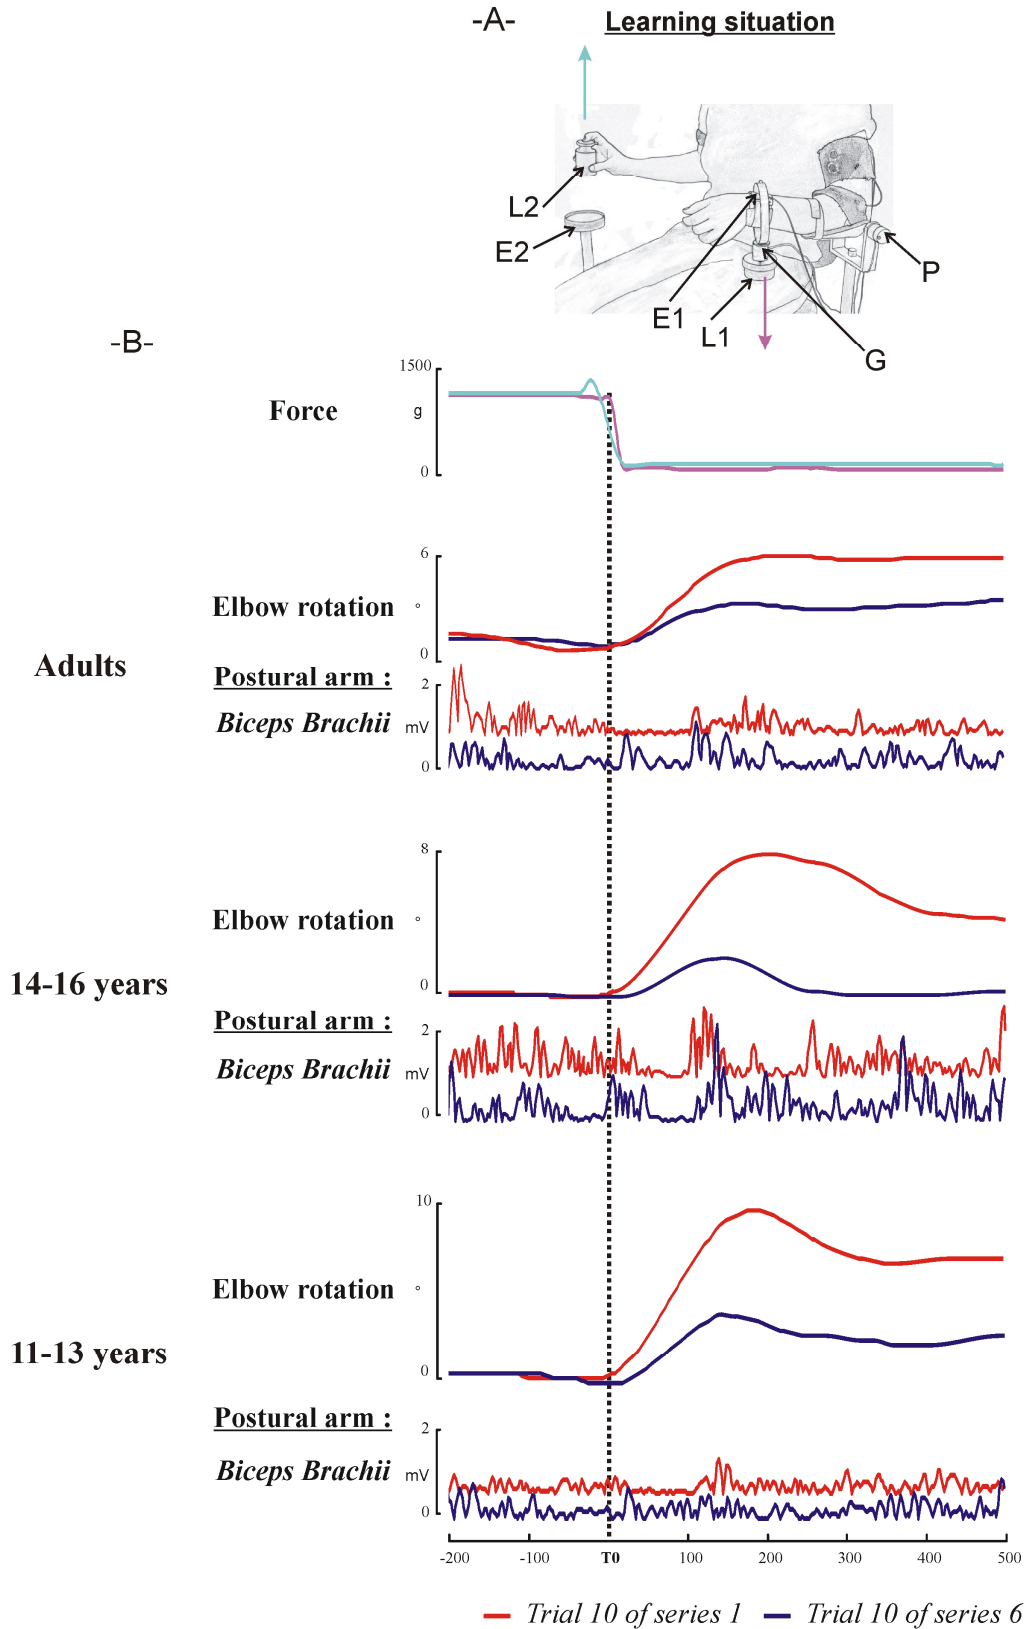 -A-
Learning situation
L2
E2
P
E1
L1
G
-B-
1500
Force
g
0
6
Elbow rotation °
0
Adults
Postural arm :
2
Biceps Brachii mV
0
8
Elbow rotation °
0
14-16 years
Postural arm :
2
Biceps Brachii mV
0
10
Elbow rotation °
11-13 years
0
Postural arm :
2
Biceps Brachii mV
0
-200 -100 T0 100 200 300 400 500
Trial 10 of series 1 Trial 10 of series 6